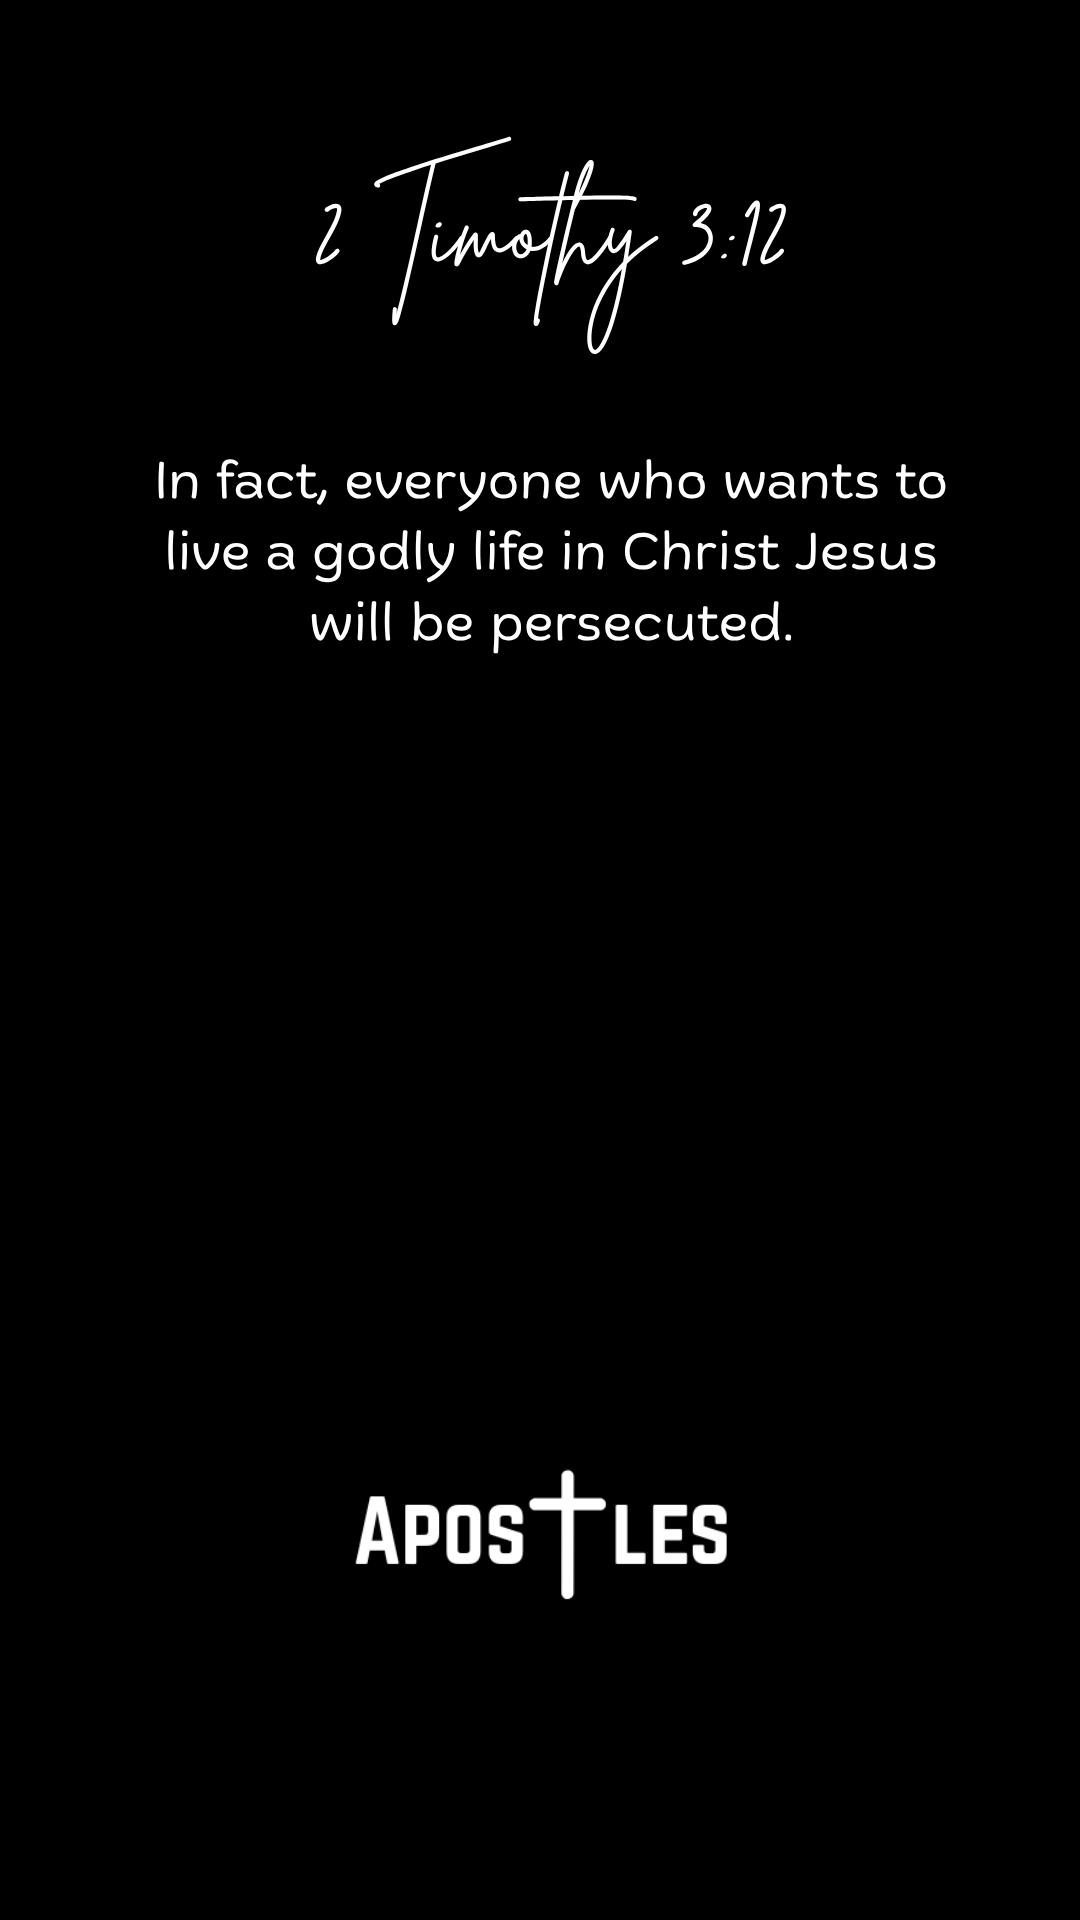 2 Timothy 3:12
In fact, everyone who wants to
live a godly life in Christ Jesus
will be persecuted.
APOSTLES